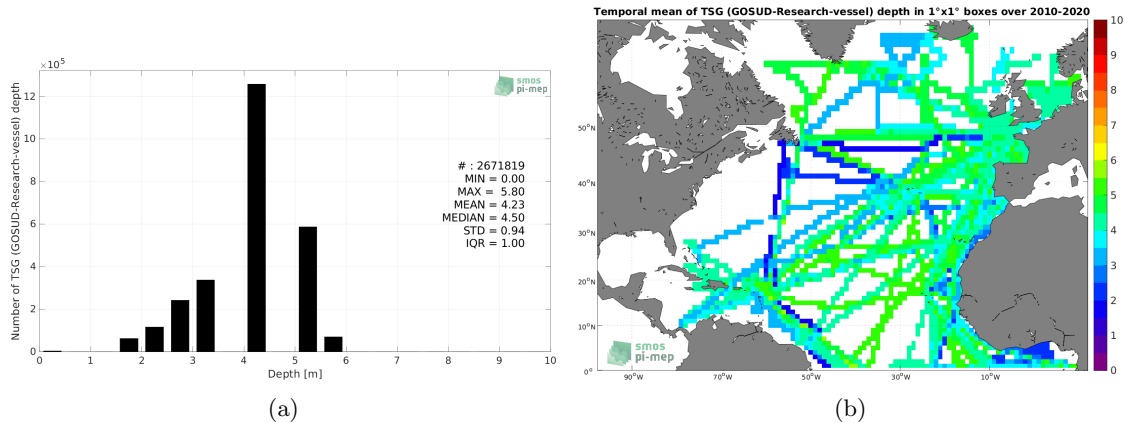 ×10⁵
12
10
8
6
4
2
0
Number of TSG (GOSUD-Research-vessel) depth
smos
pi-mep
# : 2671819
MIN = 0.00
MAX = 5.80
MEAN = 4.23
MEDIAN = 4.50
STD = 0.94
IQR = 1.00
0 1 2 3 4 5 6 7 8 9 10
Depth [m]
(a)
Temporal mean of TSG (GOSUD-Research-vessel) depth in 1°x1° boxes over 2010-2020
50°N
40°N
30°N
20°N
10°N
0°
90°W 70°W 50°W 30°W 10°W
smos
pi-mep
10
9
8
7
6
5
4
3
2
1
0
(b)